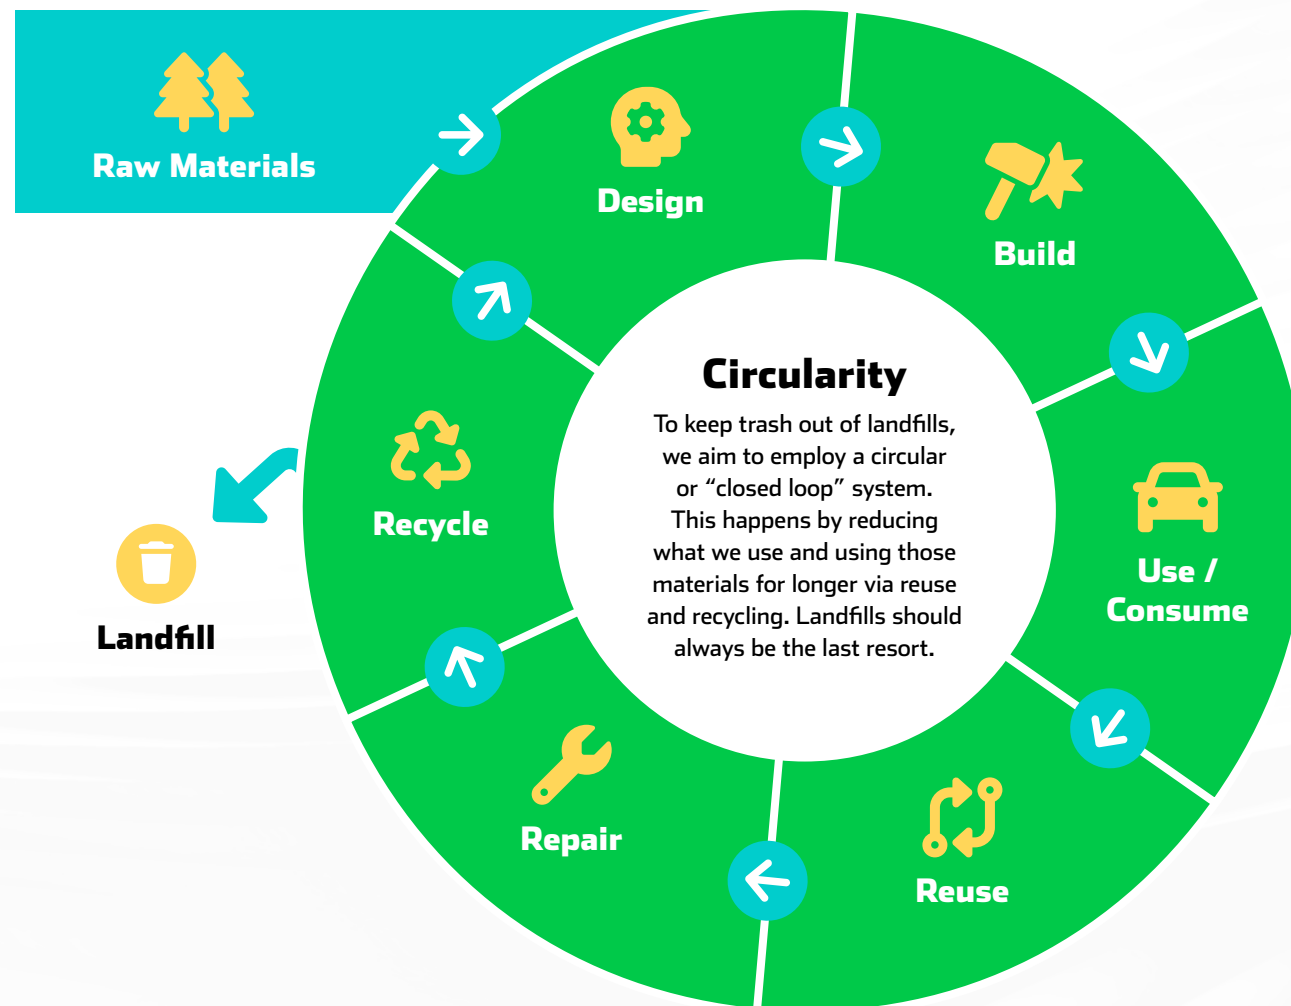 Raw Materials
Design
Build
Use /
Consume
Reuse
Repair
Recycle
Landfill
Circularity
To keep trash out of landfills,
we aim to employ a circular
or “closed loop” system.
This happens by reducing
what we use and using those
materials for longer via reuse
and recycling. Landfills should
always be the last resort.